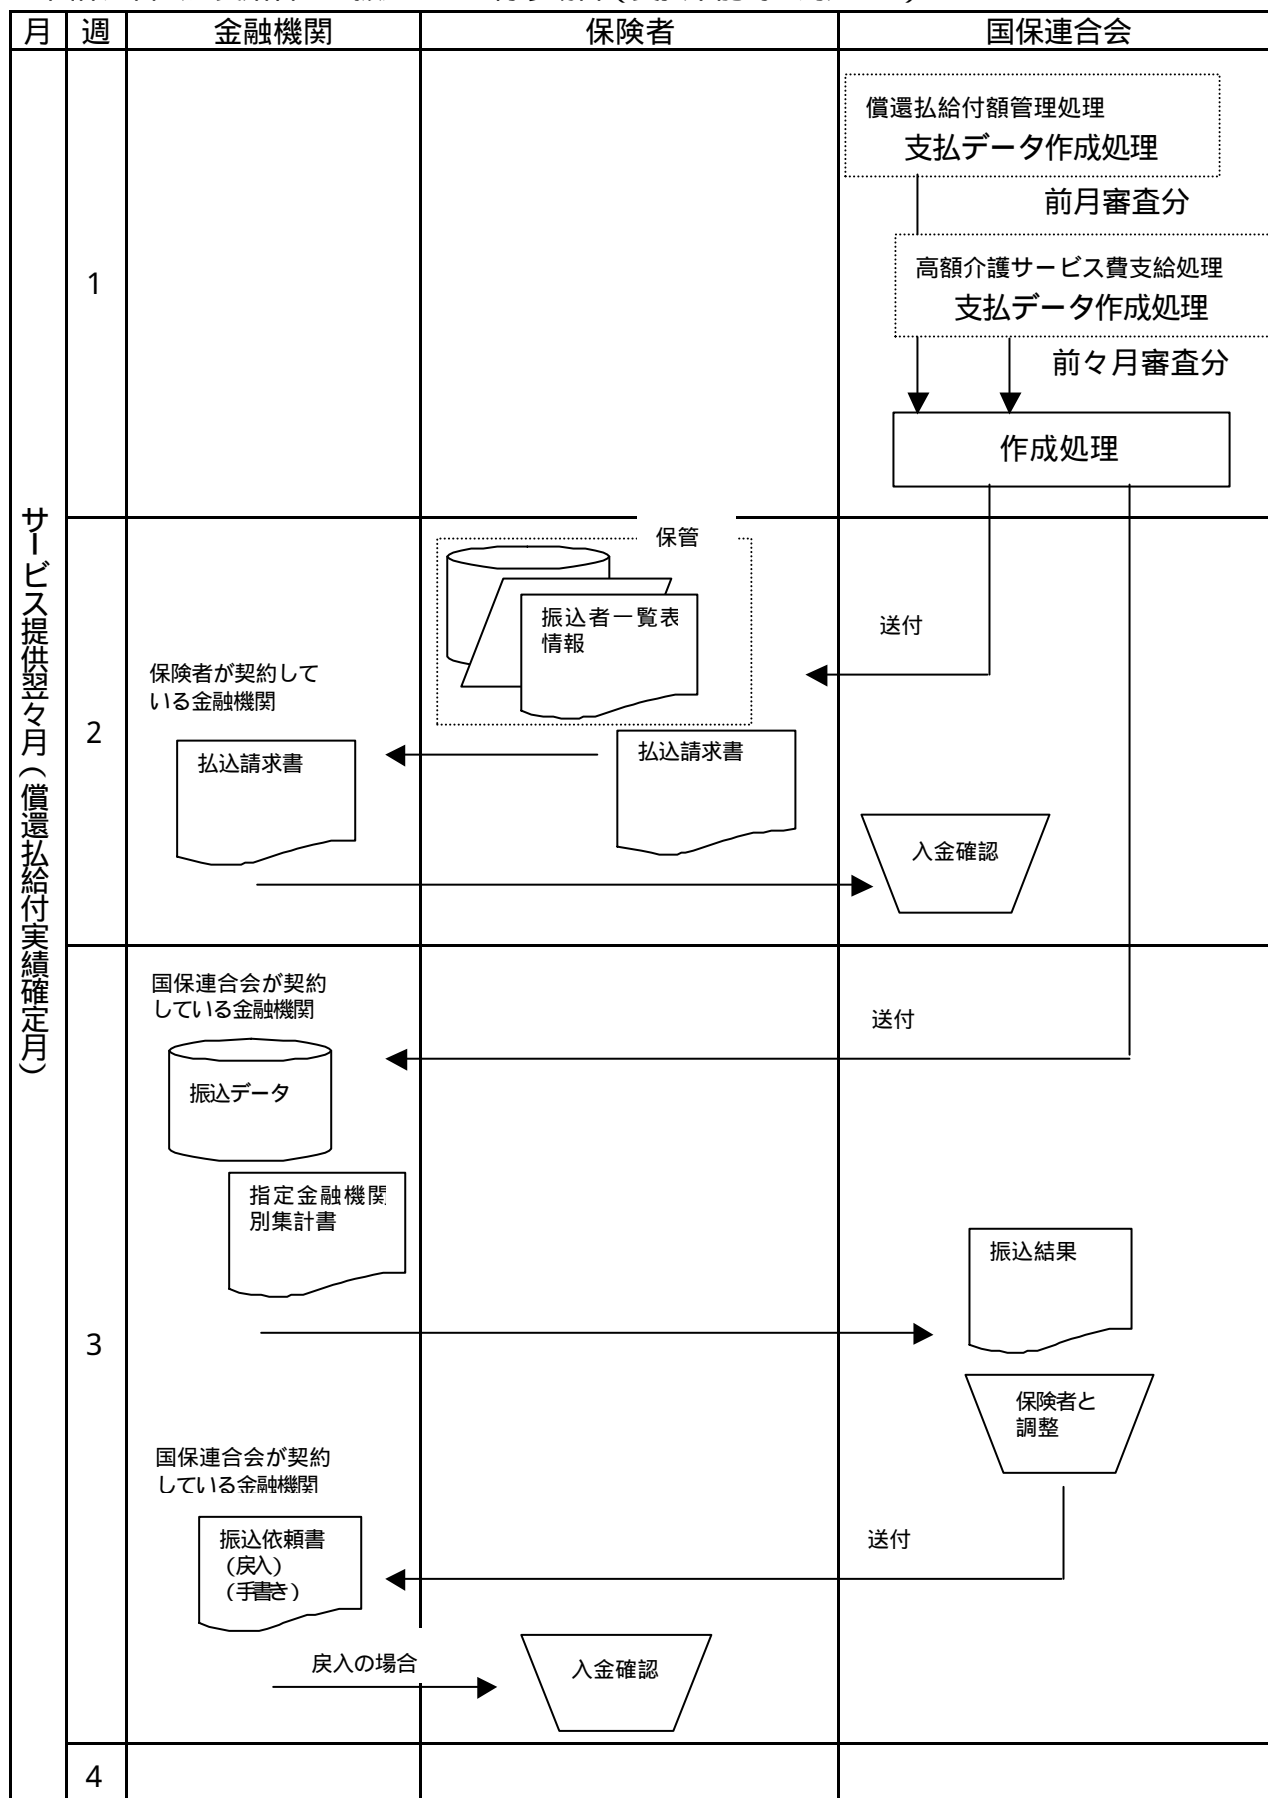 月 週 金融機関 保険者 国保連合会
サービス提供翌々月（償還払給付実績確定月）
1
償還払給付額管理処理
支払データ作成処理
前月審査分
高額介護サービス費支給処理
支払データ作成処理
前々月審査分
作成処理
2
保管
振込者一覧表
情報
送付
保険者が契約して
いる金融機関
払込請求書
払込請求書
入金確認
3
国保連合会が契約
している金融機関
送付
振込データ
指定金融機関
別集計書
振込結果
保険者と
調整
国保連合会が契約
している金融機関
振込依頼書
(戻入)
(手書き)
送付
戻入の場合
入金確認
4